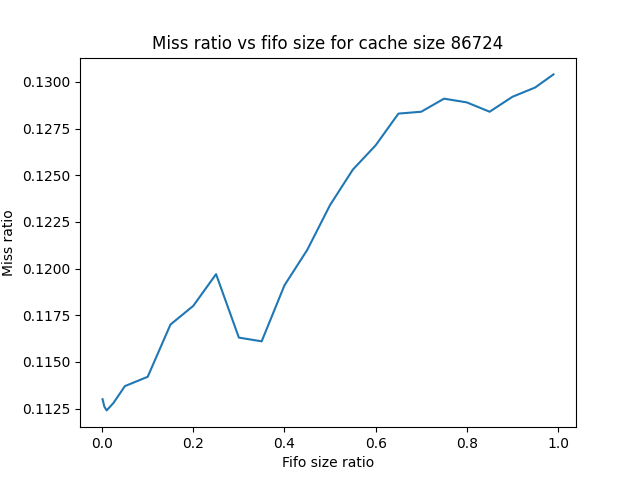 Miss ratio vs fifo size for cache size 86724
0.1300
0.1275
0.1250
0.1225
0.1200
0.1175
0.1150
0.1125
Miss ratio
0.0 0.2 0.4 0.6 0.8 1.0
Fifo size ratio